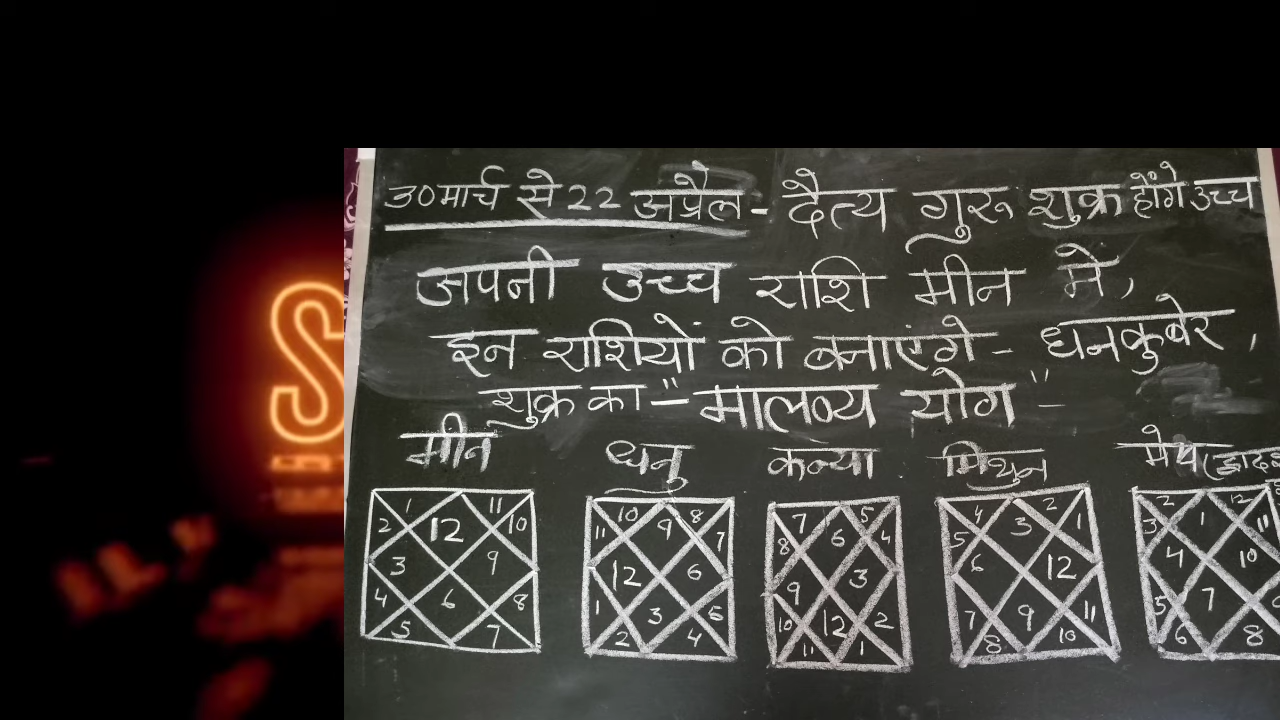 S
30मार्च से 22 अप्रैल- दैत्य गुरू शुक्र होंगे उच्च
अपनी उच्च राशि मीन मे,
इन राशियों को बनाएंगे- धनकुबेर,
शुक्र का - "मालव्य योग" -
मीन धनु कन्या मिथुन मेष
1 11 2 12 10 3 9 4 6 8 5 7
10 8 11 9 7 12 6 1 3 5 2 4
7 5 8 6 4 9 3 10 12 2 11 1
4 2 5 3 1 6 12 7 9 11 8 10
2 12 3 1 11 4 10 5 7 6 8